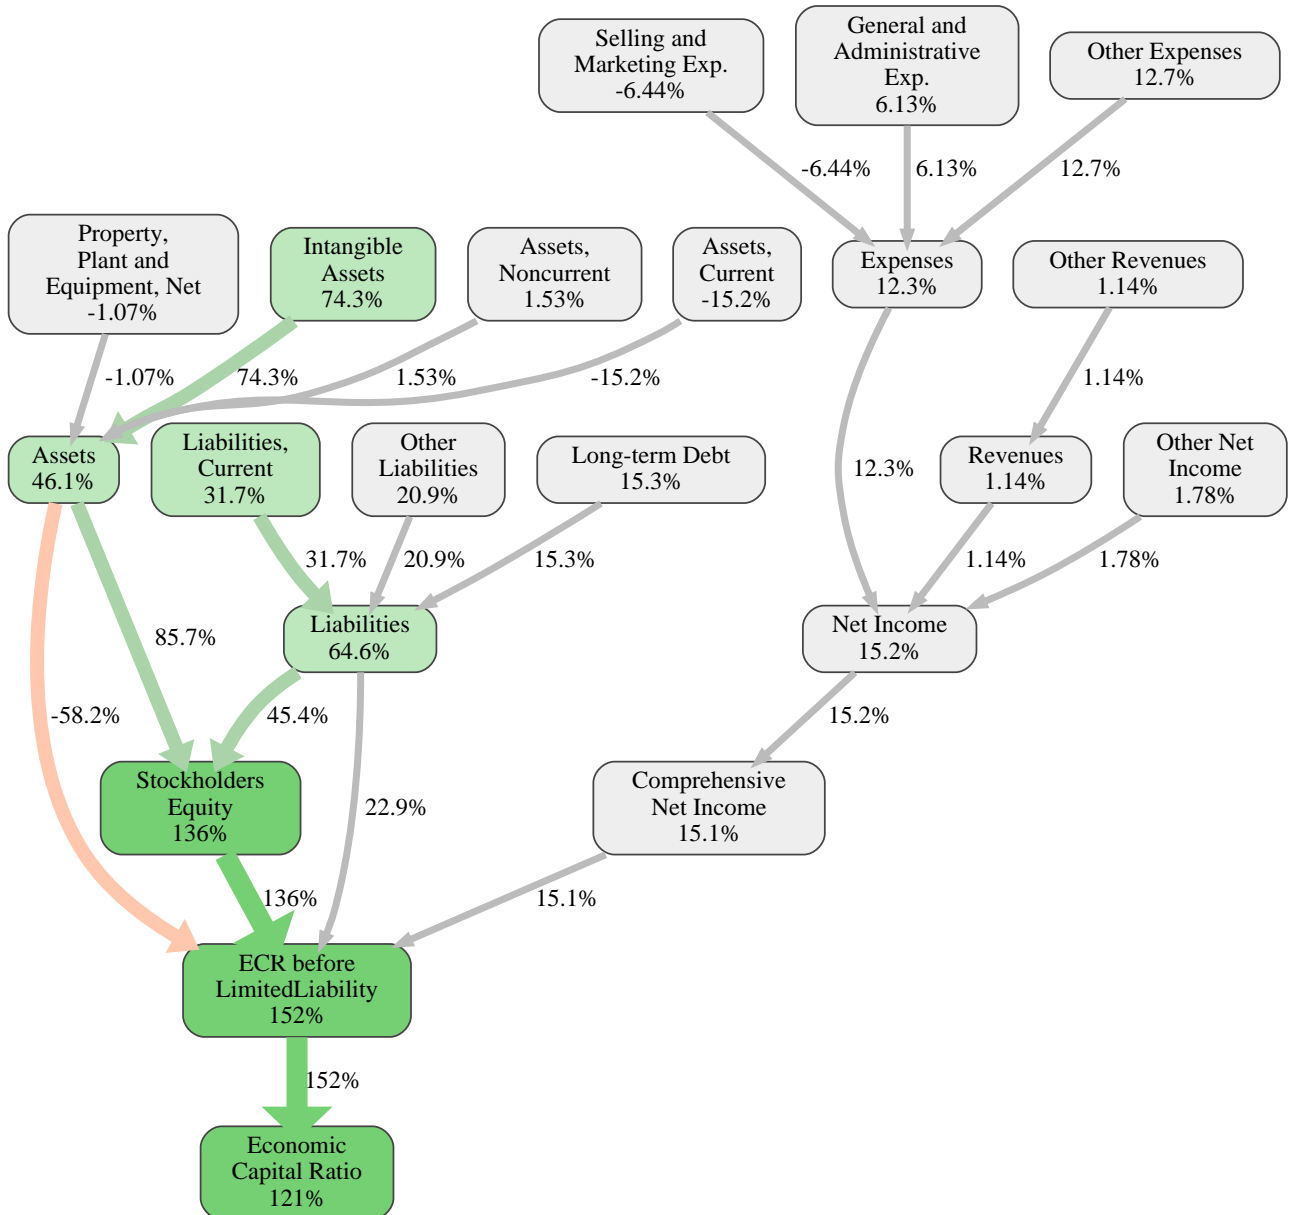 Selling and
Marketing Exp.
-6.44%
General and
Administrative
Exp.
6.13%
Other Expenses
12.7%
-6.44%
6.13%
12.7%
Property,
Plant and
Equipment, Net
-1.07%
Intangible
Assets
74.3%
Assets,
Noncurrent
1.53%
Assets,
Current
-15.2%
Expenses
12.3%
Other Revenues
1.14%
-1.07%
74.3%
1.53%
-15.2%
1.14%
Assets
46.1%
Liabilities,
Current
31.7%
Other
Liabilities
20.9%
Long-term Debt
15.3%
12.3%
Revenues
1.14%
Other Net
Income
1.78%
31.7%
20.9%
15.3%
1.14%
1.78%
85.7%
Liabilities
64.6%
Net Income
15.2%
-58.2%
45.4%
15.2%
Stockholders
Equity
136%
22.9%
Comprehensive
Net Income
15.1%
136%
15.1%
ECR before
LimitedLiability
152%
152%
Economic
Capital Ratio
121%